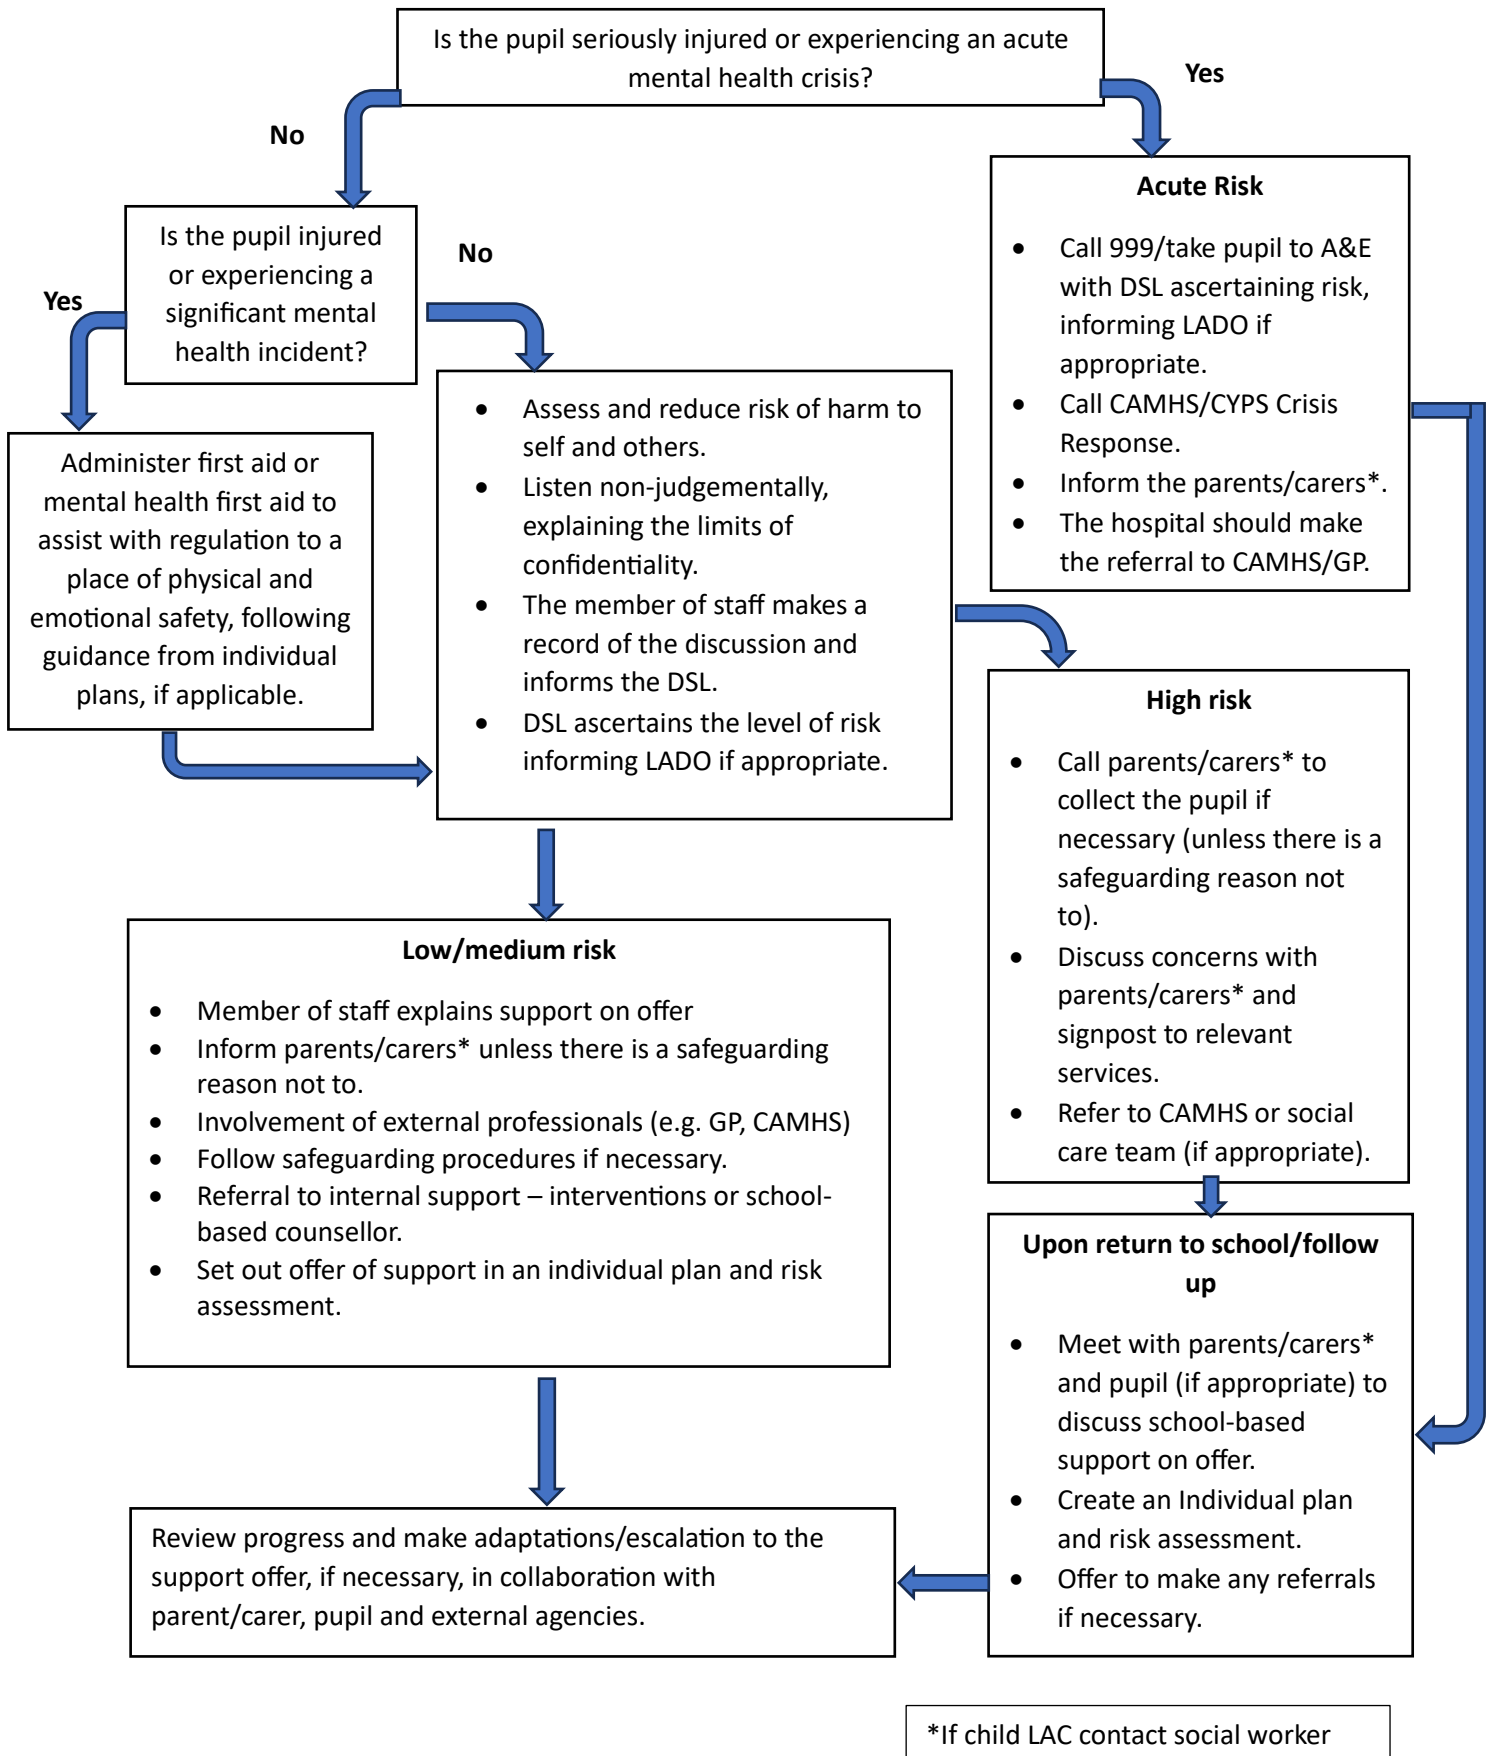 Is the pupil seriously injured or experiencing an acute
mental health crisis?
Yes
No
Acute Risk
• Call 999/take pupil to A&E
with DSL ascertaining risk,
informing LADO if
appropriate.
• Call CAMHS/CYPS Crisis
Response.
• Inform the parents/carers*.
• The hospital should make
the referral to CAMHS/GP.
Is the pupil injured
or experiencing a
significant mental
health incident?
No
Yes
Administer first aid or
mental health first aid to
assist with regulation to a
place of physical and
emotional safety, following
guidance from individual
plans, if applicable.
• Assess and reduce risk of harm to
self and others.
• Listen non-judgementally,
explaining the limits of
confidentiality.
• The member of staff makes a
record of the discussion and
informs the DSL.
• DSL ascertains the level of risk
informing LADO if appropriate.
High risk
• Call parents/carers* to
collect the pupil if
necessary (unless there is a
safeguarding reason not
to).
• Discuss concerns with
parents/carers* and
signpost to relevant
services.
• Refer to CAMHS or social
care team (if appropriate).
Low/medium risk
• Member of staff explains support on offer
• Inform parents/carers* unless there is a safeguarding
reason not to.
• Involvement of external professionals (e.g. GP, CAMHS)
• Follow safeguarding procedures if necessary.
• Referral to internal support – interventions or school-
based counsellor.
• Set out offer of support in an individual plan and risk
assessment.
Upon return to school/follow
up
• Meet with parents/carers*
and pupil (if appropriate) to
discuss school-based
support on offer.
• Create an Individual plan
and risk assessment.
• Offer to make any referrals
if necessary.
Review progress and make adaptations/escalation to the
support offer, if necessary, in collaboration with
parent/carer, pupil and external agencies.
*If child LAC contact social worker